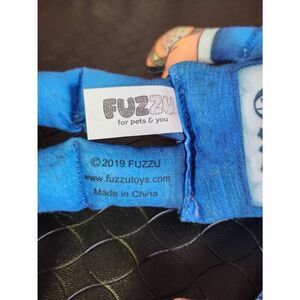 FUZZU
for pets & you
© 2019 FUZZU
www.fuzzutoys.com
Made in China